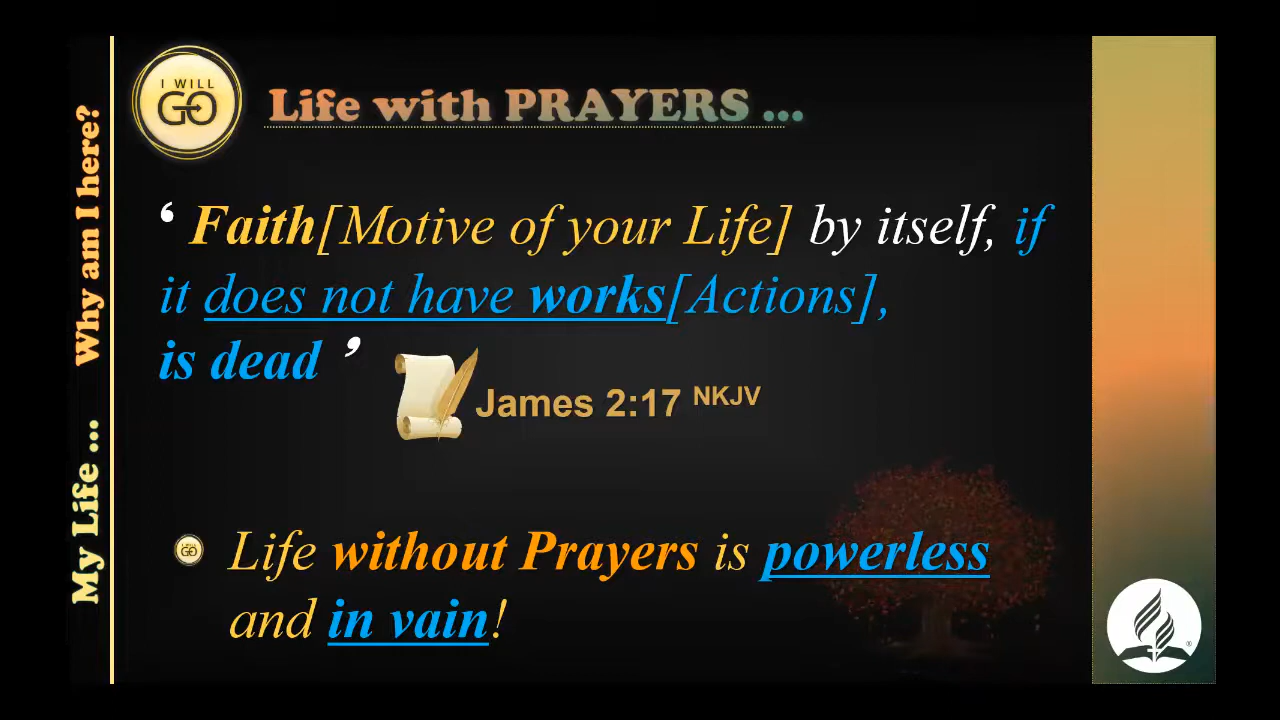 I WILL
GO
Life with PRAYERS ...
‘ Faith[Motive of your Life] by itself, if
it does not have works[Actions],
is dead ’
James 2:17 NKJV
Life without Prayers is powerless
and in vain!
My Life ... Why am I here?
GO
®